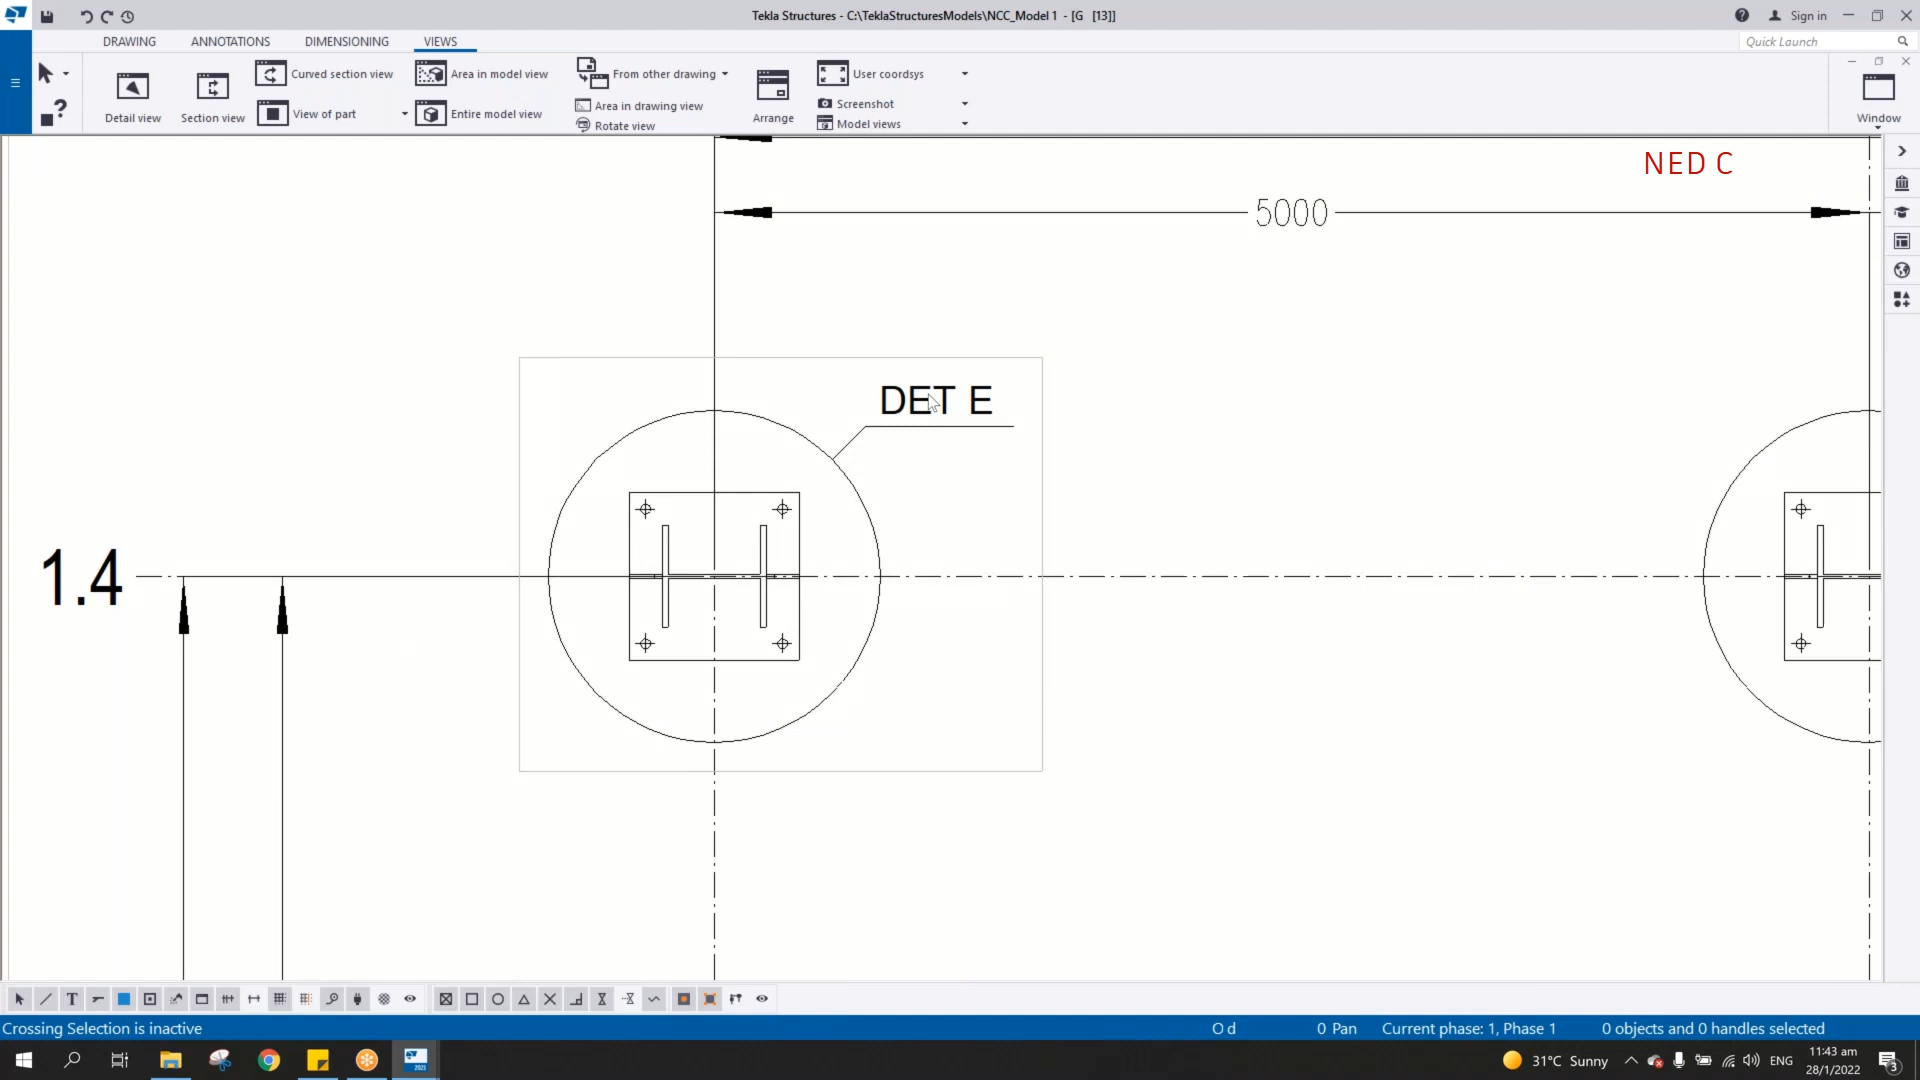 Tekla Structures - C:\TeklaStructuresModels\NCC_Model 1 - [G   [13]]
Sign in
DRAWING
ANNOTATIONS
DIMENSIONING
VIEWS
Quick Launch
Detail view
Section view
Curved section view
View of part
Area in model view
Entire model view
From other drawing
Area in drawing view
Rotate view
Arrange
User coordsys
Screenshot
Model views
Window
NED C
5000
DET E
1.4
Crossing Selection is inactive
O d
0 Pan
Current phase: 1, Phase 1
0 objects and 0 handles selected
2021
31°C Sunny
ENG
11:43 am
28/1/2022
3